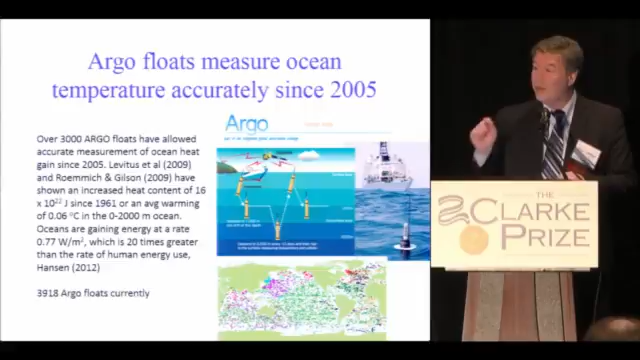 Argo floats measure ocean
temperature accurately since 2005
Over 3000 ARGO floats have allowed
accurate measurement of ocean heat
gain since 2005. Levitus et al (2009)
and Roemmich & Gilson (2009) have
shown an increased heat content of 16
x 10²² J since 1961 or an avg warming
of 0.06 °C in the 0-2000 m ocean.
Oceans are gaining energy at a rate
0.77 W/m², which is 20 times greater
than the rate of human energy use,
Hansen (2012)
3918 Argo floats currently
Argo
THE
CLARKE
PRIZE